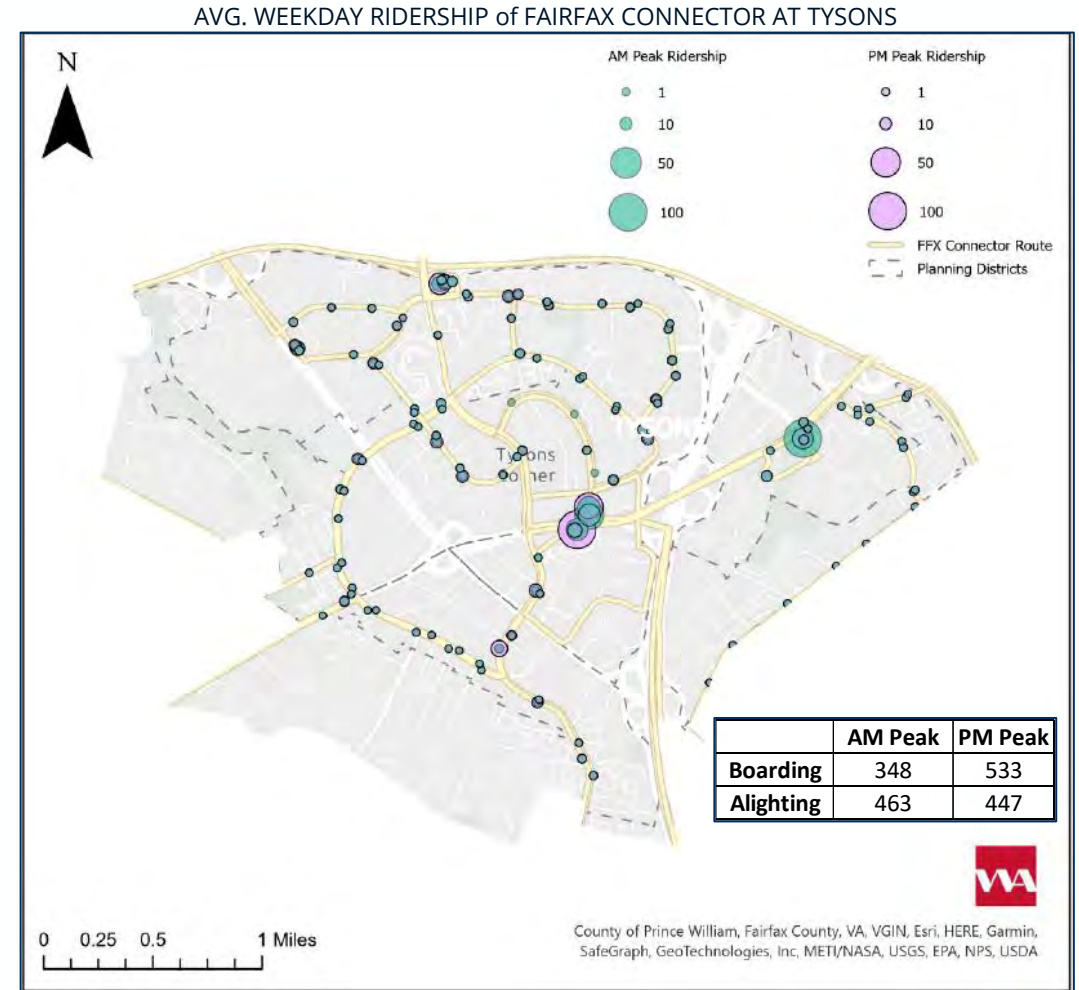 AVG. WEEKDAY RIDERSHIP of FAIRFAX CONNECTOR AT TYSONS
N
AM Peak Ridership
1
10
50
100
PM Peak Ridership
1
10
50
100
FFX Connector Route
Planning Districts
TYSONS
Tysons
Corner
AM Peak PM Peak
Boarding 348 533
Alighting 463 447
0 0.25 0.5 1 Miles
County of Prince William, Fairfax County, VA, VGIN, Esri, HERE, Garmin,
SafeGraph, GeoTechnologies, Inc, METI/NASA, USGS, EPA, NPS, USDA